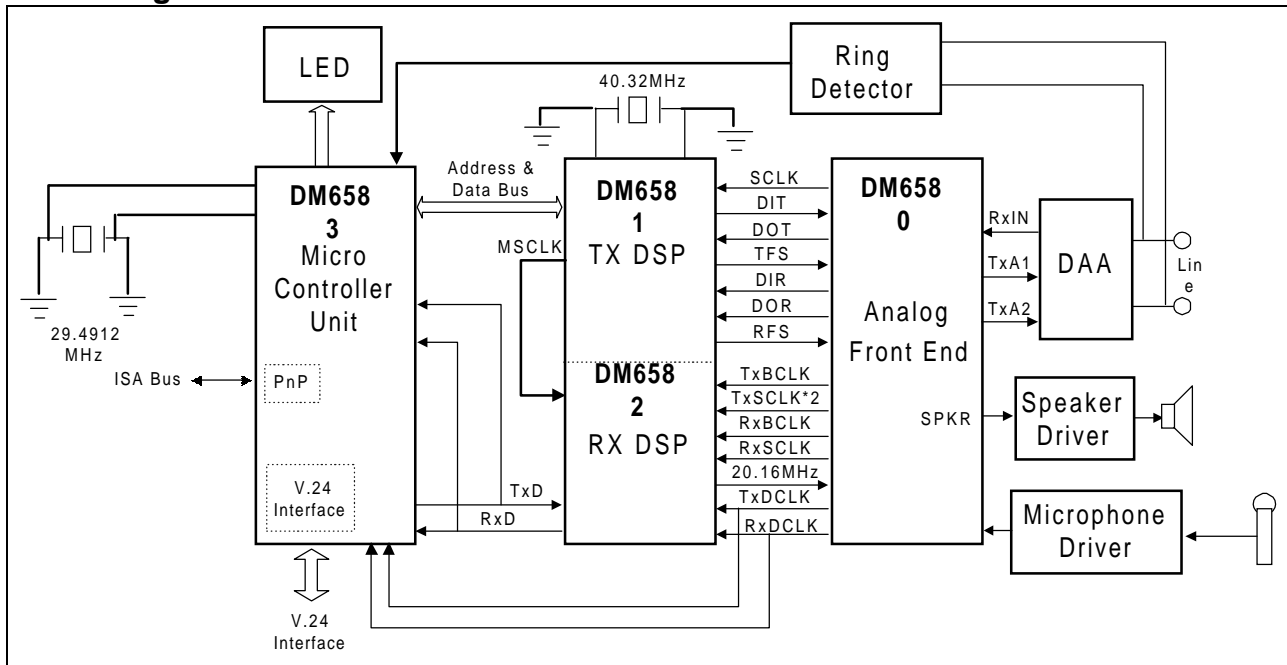 LED
40.32MHz
Ring
Detector
Address &
Data Bus
DM658
3
Micro
Controller
Unit
29.4912
MHz
ISA Bus
PnP
V.24
Interface
V.24
Interface
MSCLK
DM658
1
TX DSP
DM658
2
RX DSP
TxD
RxD
SCLK
DIT
DOT
TFS
DIR
DOR
RFS
TxBCLK
TxSCLK*2
RxBCLK
RxSCLK
20.16MHz
TxDCLK
RxDCLK
DM658
0
Analog
Front End
RxIN
TxA1
TxA2
DAA
Lin
e
SPKR
Speaker
Driver
Microphone
Driver